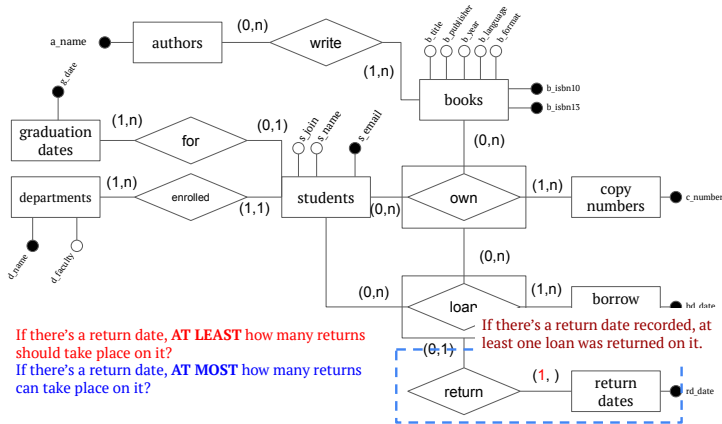 a_name
authors
(0,n)
write
(1,n)
b_title
b_publisher
b_year
b_language
b_format
books
b_isbn10
b_isbn13
(0,n)
g_date
graduation
dates
(1,n)
for
(0,1)
s_join
s_name
s_email
departments
(1,n)
enrolled
(1,1)
students
(0,n)
own
(1,n)
copy
numbers
c_number
d_name
d_faculty
(0,n)
(0,n)
loan
(1,n)
borrow
bd_date
If there's a return date, AT LEAST how many returns
should take place on it?
If there's a return date, AT MOST how many returns
can take place on it?
If there's a return date recorded, at
least one loan was returned on it.
(0,1)
return
(1, )
return
dates
rd_date